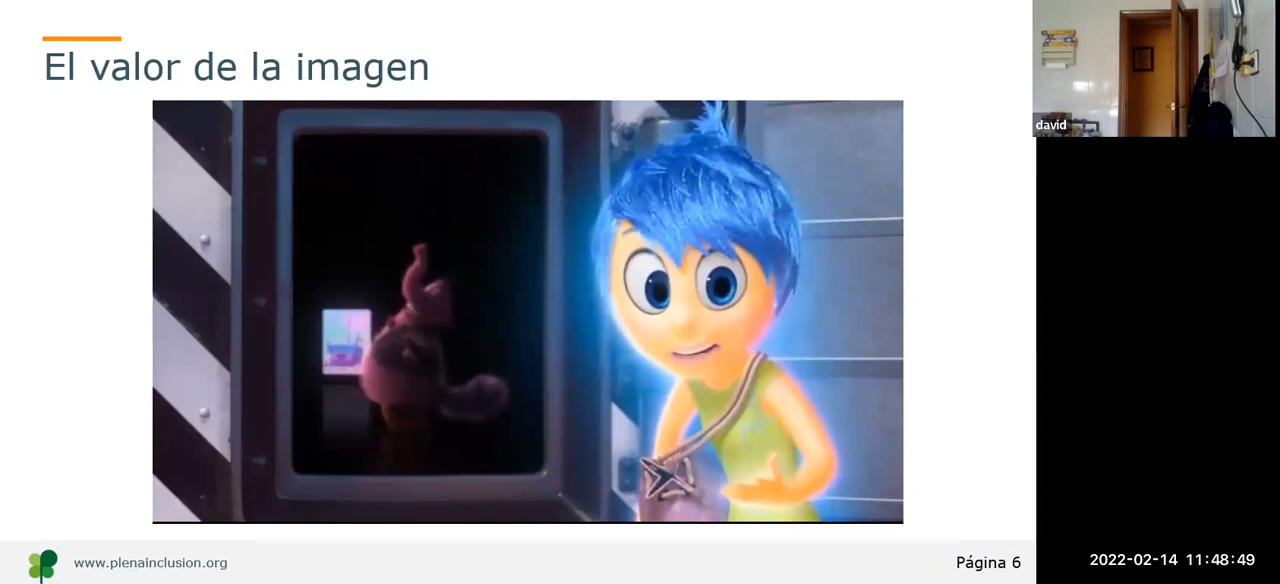 El valor de la imagen
david
www.plenainclusion.org
Página 6
2022-02-14 11:48:49